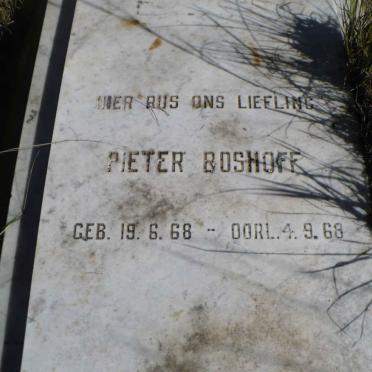 HIER RUS ONS LIEFLING
PIETER BOSHOFF
GEB. 19. 6. 68 - OORL. 4. 9. 68